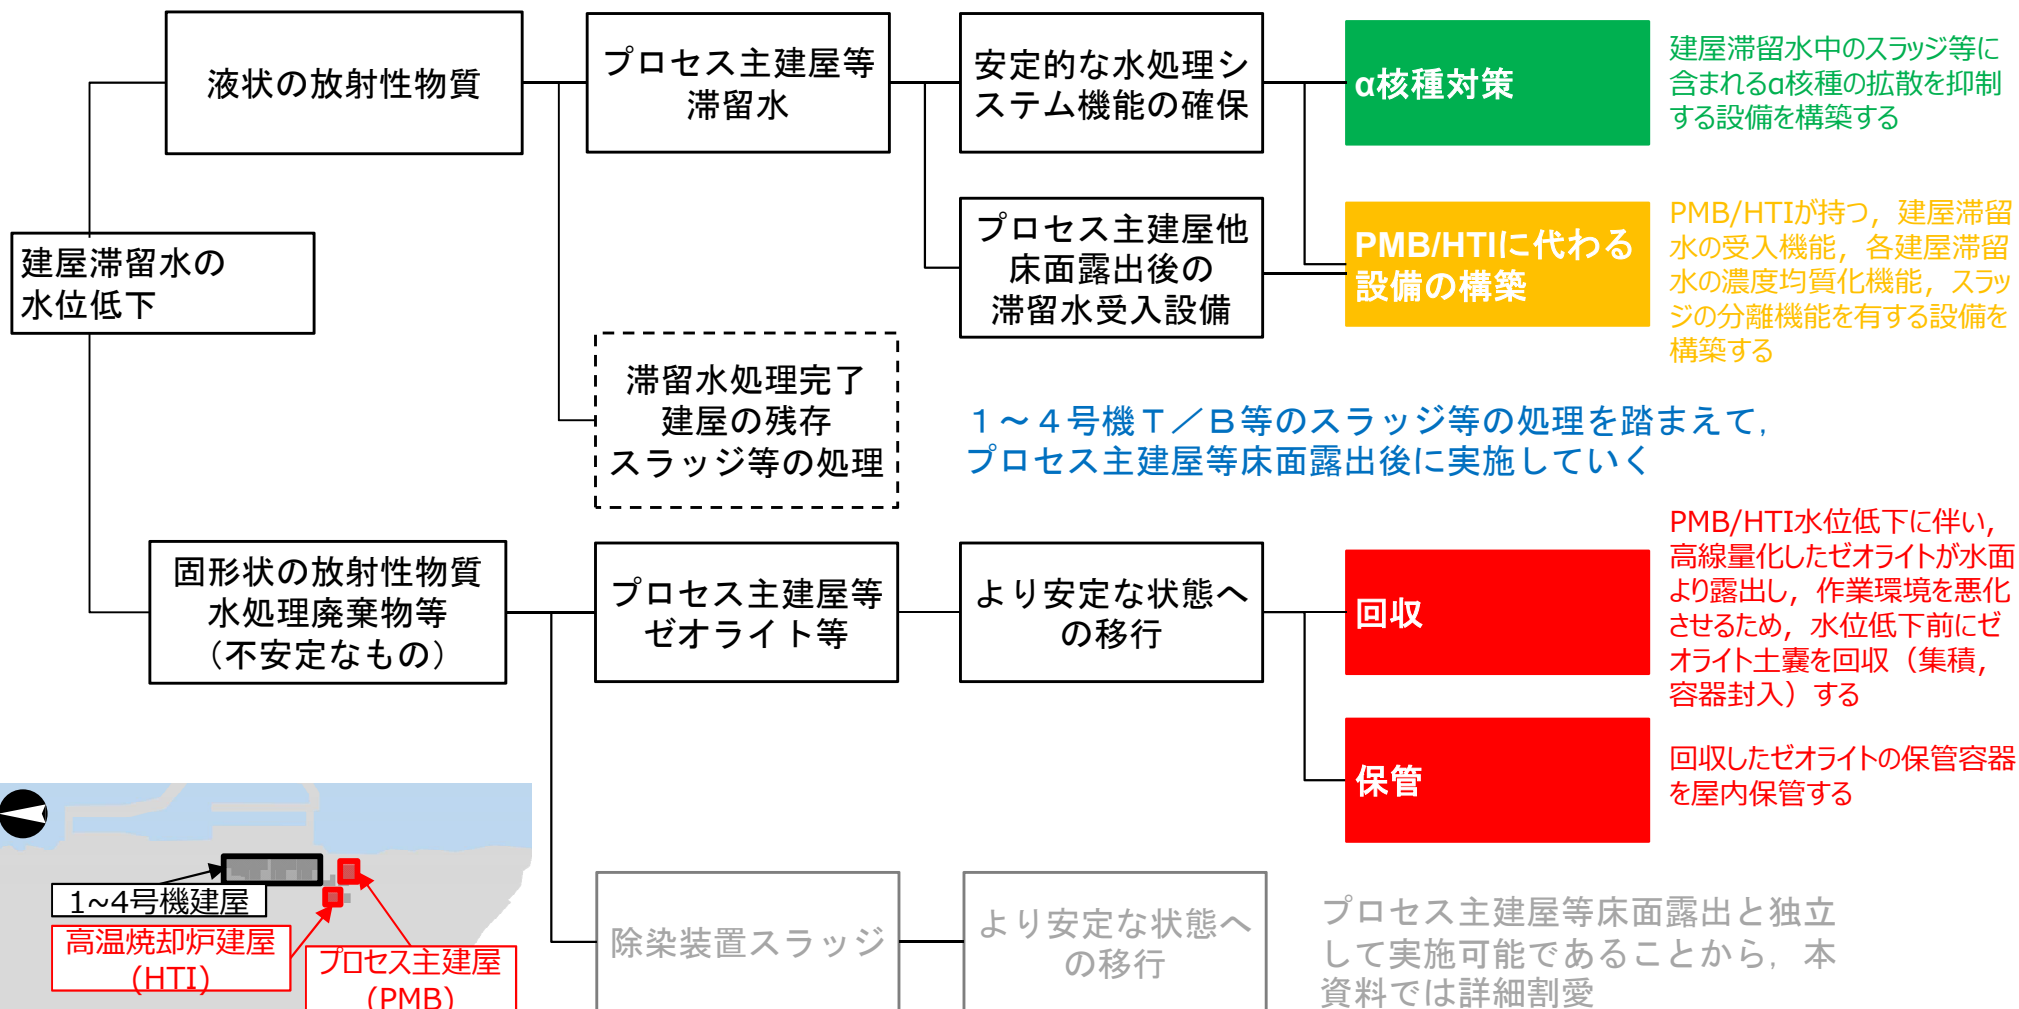 建屋滞留水の
水位低下
液状の放射性物質
プロセス主建屋等
滞留水
安定的な水処理シ
ステム機能の確保
α核種対策
建屋滞留水中のスラッジ等に
含まれるα核種の拡散を抑制
する設備を構築する
プロセス主建屋他
床面露出後の
滞留水受入設備
PMB/HTIに代わる
設備の構築
PMB/HTIが持つ，建屋滞留
水の受入機能，各建屋滞留
水の濃度均質化機能，スラッ
ジの分離機能を有する設備を
構築する
滞留水処理完了
建屋の残存
スラッジ等の処理
１～４号機Ｔ／Ｂ等のスラッジ等の処理を踏まえて，
プロセス主建屋等床面露出後に実施していく
固形状の放射性物質
水処理廃棄物等
（不安定なもの）
プロセス主建屋等
ゼオライト等
より安定な状態へ
の移行
回収
PMB/HTI水位低下に伴い，
高線量化したゼオライトが水面
より露出し，作業環境を悪化
させるため，水位低下前にゼ
オライト土嚢を回収（集積，
容器封入）する
保管
回収したゼオライトの保管容器
を屋内保管する
除染装置スラッジ
より安定な状態へ
の移行
プロセス主建屋等床面露出と独立
して実施可能であることから，本
資料では詳細割愛
1~4号機建屋
高温焼却炉建屋
(HTI)
プロセス主建屋
(PMB)